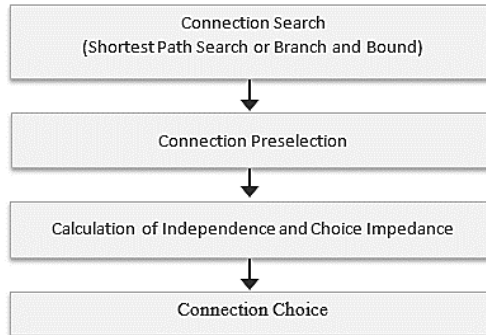 Connection Search
(Shortest Path Search or Branch and Bound)
Connection Preselection
Calculation of Independence and Choice Impedance
Connection Choice